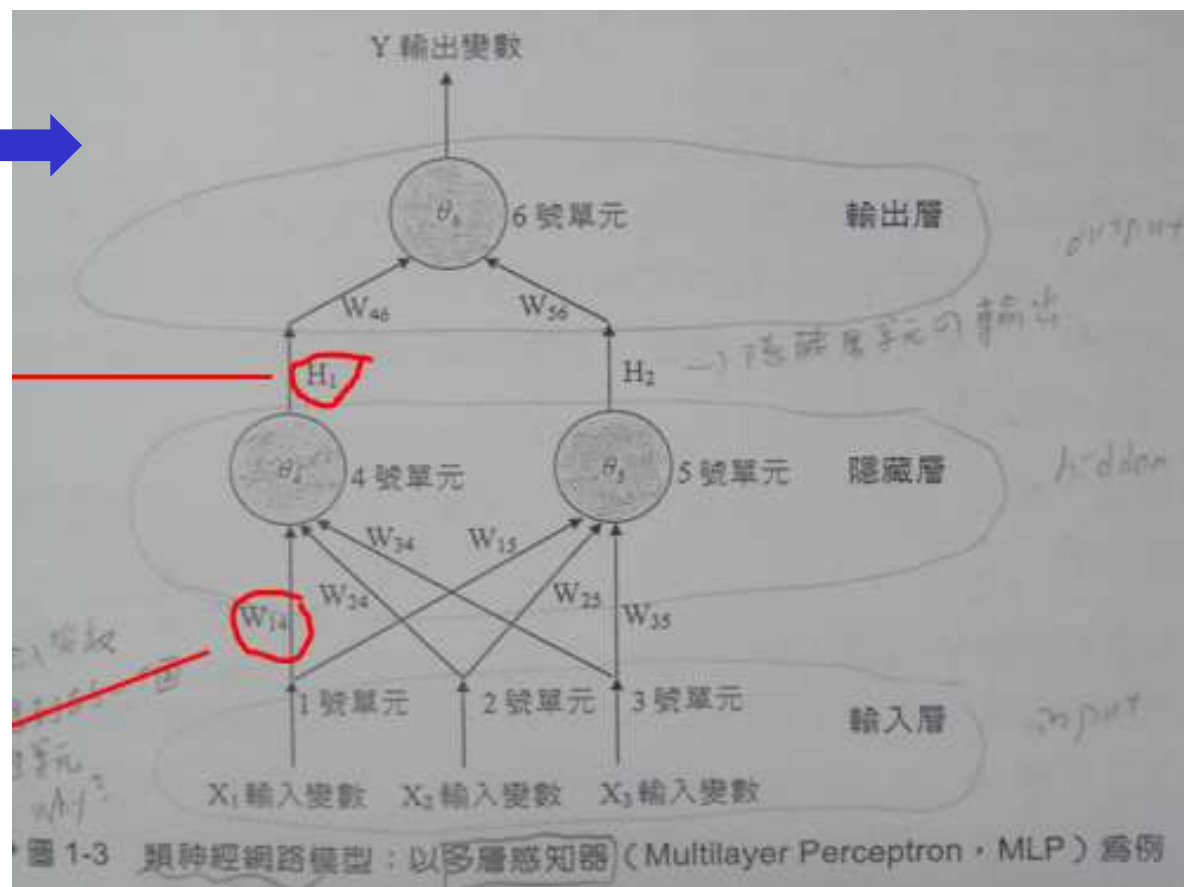 Y 輸出變數
θ₆ 6 號單元 輸出層
output
W₄₆ W₅₆
H₁ H₂ →隱藏層單元の輸出
θ₄ 4 號單元 θ₅ 5 號單元 隱藏層
hidden
W₃₄ W₁₅
W₁₄ W₂₄ W₂₅ W₃₅
1 號單元 2 號單元 3 號單元 輸入層
input
單元
why?
X₁ 輸入變數 X₂ 輸入變數 X₃ 輸入變數
圖 1-3 類神經網路模型：以多層感知器（Multilayer Perceptron，MLP）為例